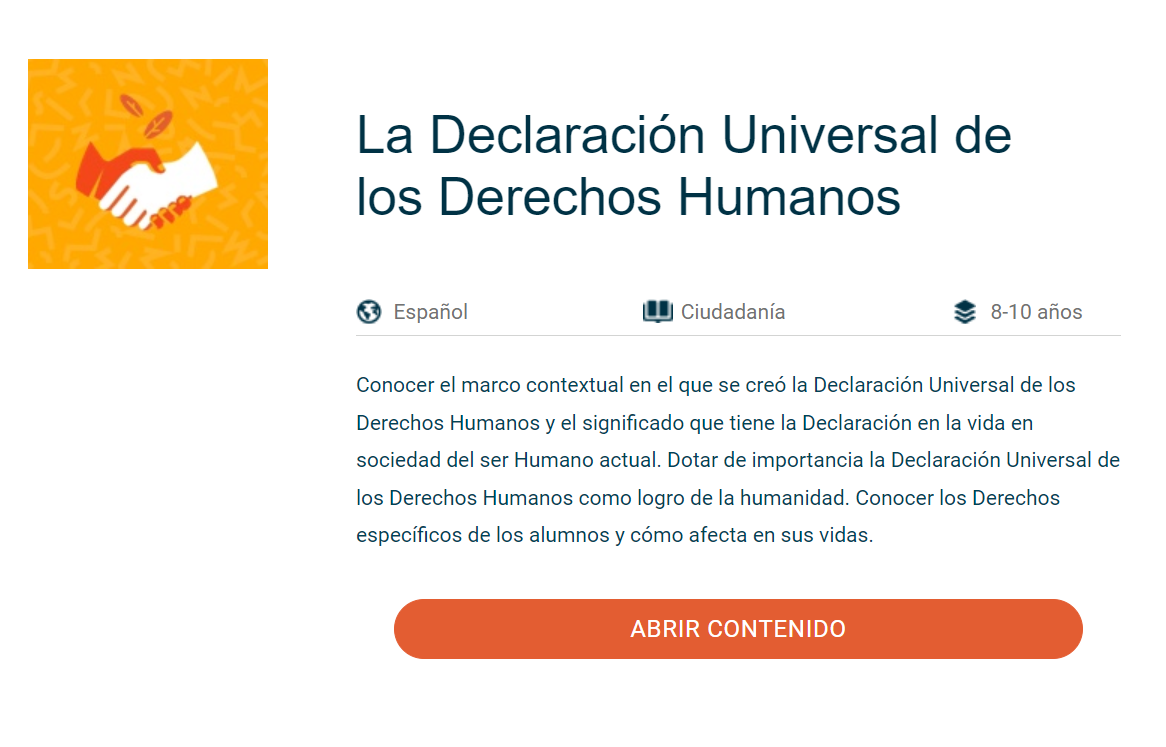 La Declaración Universal de
los Derechos Humanos
Español
Ciudadanía
8-10 años
Conocer el marco contextual en el que se creó la Declaración Universal de los
Derechos Humanos y el significado que tiene la Declaración en la vida en
sociedad del ser Humano actual. Dotar de importancia la Declaración Universal de
los Derechos Humanos como logro de la humanidad. Conocer los Derechos
específicos de los alumnos y cómo afecta en sus vidas.
ABRIR CONTENIDO